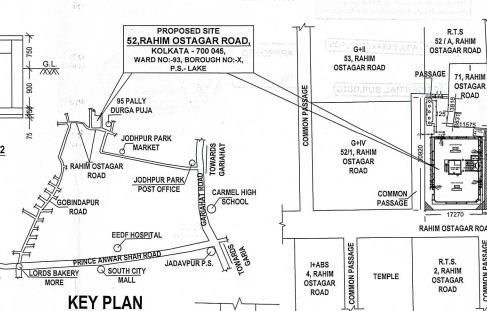 PROPOSED SITE
52,RAHIM OSTAGAR ROAD,
KOLKATA - 700 045,
WARD NO:-93, BOROUGH NO:-X,
P.S.- LAKE
750
G.L.
900
75
2
95 PALLY
DURGA PUJA
JODHPUR PARK
MARKET
RAHIM OSTAGAR
ROAD
JODHPUR PARK
POST OFFICE
TOWARDS
GARIAHAT
GARIAHAT ROAD
CARMEL HIGH
SCHOOL
GOBINDAPUR
ROAD
EEDF HOSPITAL
PRINCE ANWAR SHAH ROAD
JADAVPUR P.S.
TOWARDS
GARIA
LORDS BAKERY
MORE
SOUTH CITY
MALL
KEY PLAN
G+II
53, RAHIM
OSTAGAR ROAD
R.T.S
52 / A, RAHIM
OSTAGAR ROAD
PASSAGE
I
71, RAHIM
OSTAGAR
ROAD
COMMON PASSAGE
G+IV
52/1, RAHIM
OSTAGAR
ROAD
COMMON
PASSAGE
17270
RAHIM OSTAGAR ROA
I+ABS
4, RAHIM
OSTAGAR
ROAD
COMMON PASSAGE
TEMPLE
R.T.S.
2, RAHIM
OSTAGAR
ROAD
COMMON PASSAGE